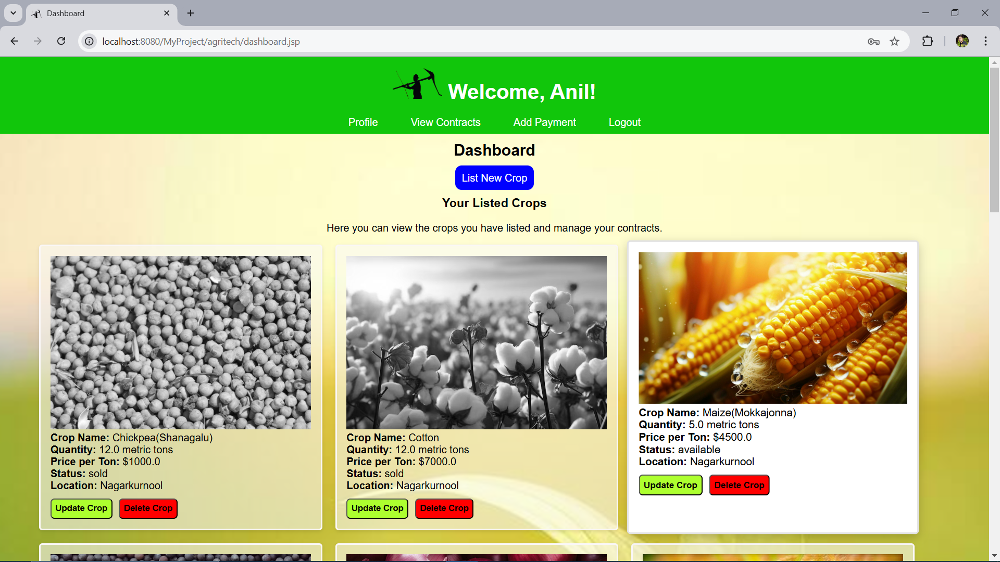 Dashboard
localhost:8080/MyProject/agritech/dashboard.jsp
Welcome, Anil!
Profile View Contracts Add Payment Logout
Dashboard
List New Crop
Your Listed Crops
Here you can view the crops you have listed and manage your contracts.
Crop Name: Chickpea(Shanagalu)
Quantity: 12.0 metric tons
Price per Ton: $1000.0
Status: sold
Location: Nagarkurnool
Update Crop Delete Crop
Crop Name: Cotton
Quantity: 12.0 metric tons
Price per Ton: $7000.0
Status: sold
Location: Nagarkurnool
Update Crop Delete Crop
Crop Name: Maize(Mokkajonna)
Quantity: 5.0 metric tons
Price per Ton: $4500.0
Status: available
Location: Nagarkurnool
Update Crop Delete Crop